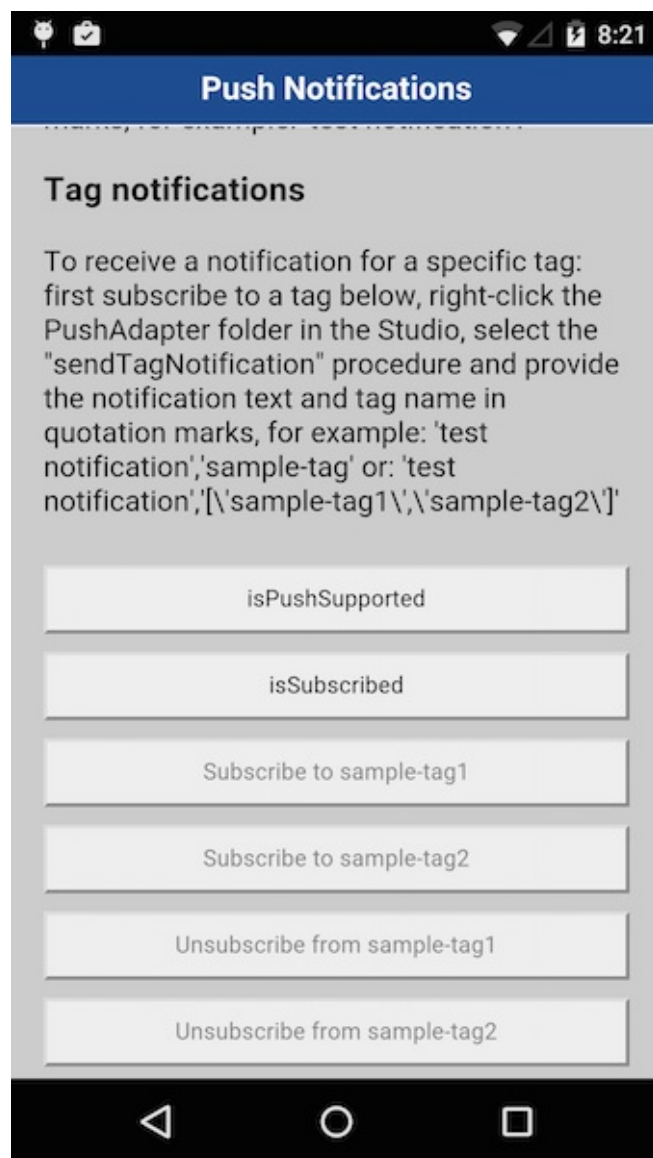 8:21
Push Notifications
Tag notifications
To receive a notification for a specific tag:
first subscribe to a tag below, right-click the
PushAdapter folder in the Studio, select the
"sendTagNotification" procedure and provide
the notification text and tag name in
quotation marks, for example: 'test
notification','sample-tag' or: 'test
notification','[\'sample-tag1\',\'sample-tag2\']'
isPushSupported
isSubscribed
Subscribe to sample-tag1
Subscribe to sample-tag2
Unsubscribe from sample-tag1
Unsubscribe from sample-tag2